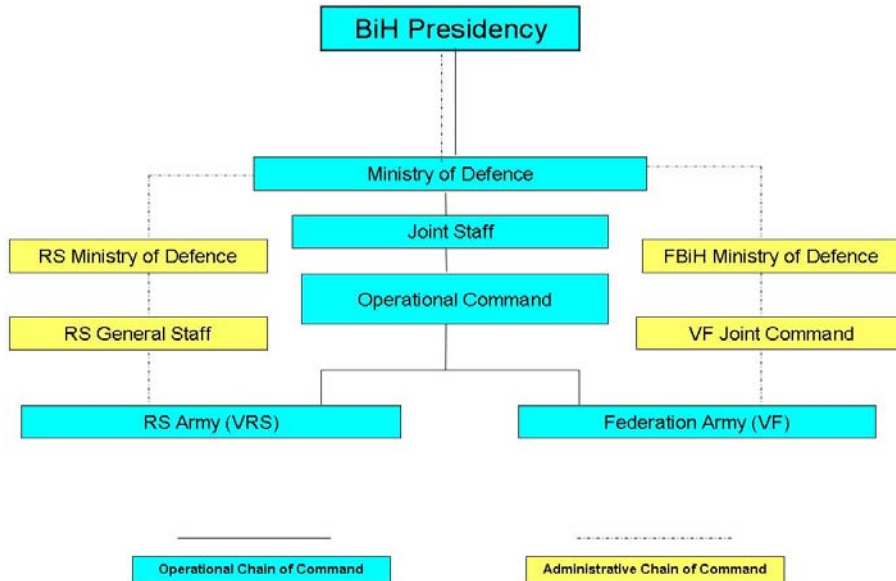 BiH Presidency
Ministry of Defence
Joint Staff
RS Ministry of Defence
FBiH Ministry of Defence
Operational Command
RS General Staff
VF Joint Command
RS Army (VRS)
Federation Army (VF)
Operational Chain of Command
Administrative Chain of Command